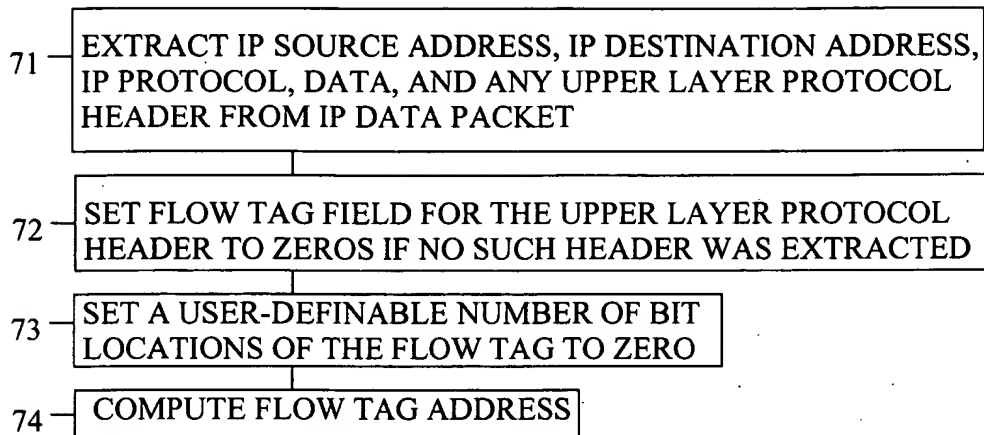 71 EXTRACT IP SOURCE ADDRESS, IP DESTINATION ADDRESS,
IP PROTOCOL, DATA, AND ANY UPPER LAYER PROTOCOL
HEADER FROM IP DATA PACKET
72 SET FLOW TAG FIELD FOR THE UPPER LAYER PROTOCOL
HEADER TO ZEROS IF NO SUCH HEADER WAS EXTRACTED
73 SET A USER-DEFINABLE NUMBER OF BIT
LOCATIONS OF THE FLOW TAG TO ZERO
74 COMPUTE FLOW TAG ADDRESS